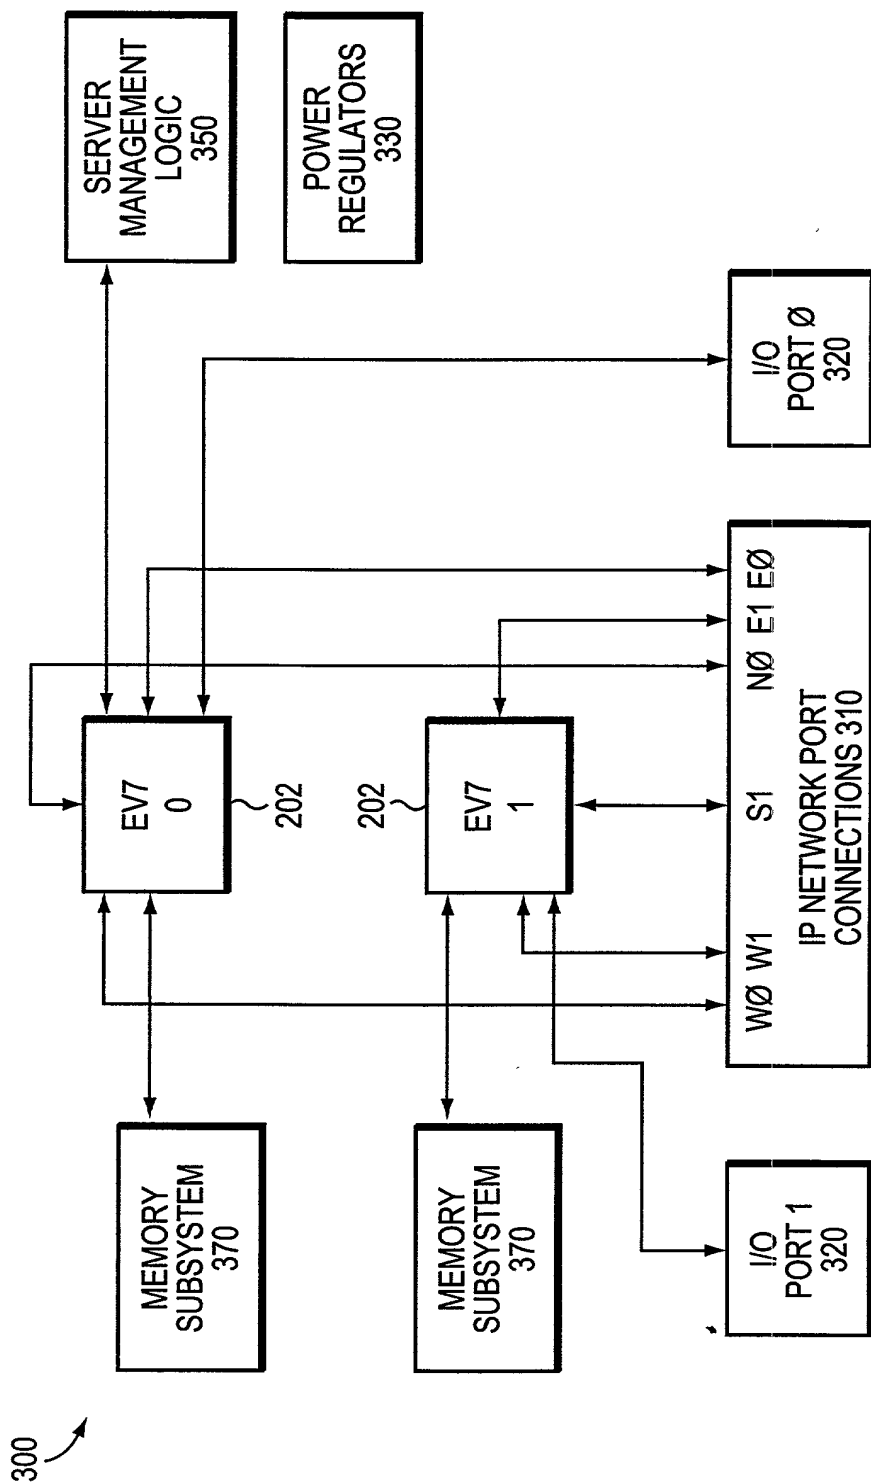 300
MEMORY
SUBSYSTEM
370
MEMORY
SUBSYSTEM
370
I/O
PORT 1
320
EV7
0
202
202
EV7
1
WØ W1 S1 NØ E1 EØ
IP NETWORK PORT
CONNECTIONS 310
SERVER
MANAGEMENT
LOGIC
350
POWER
REGULATORS
330
I/O
PORT Ø
320